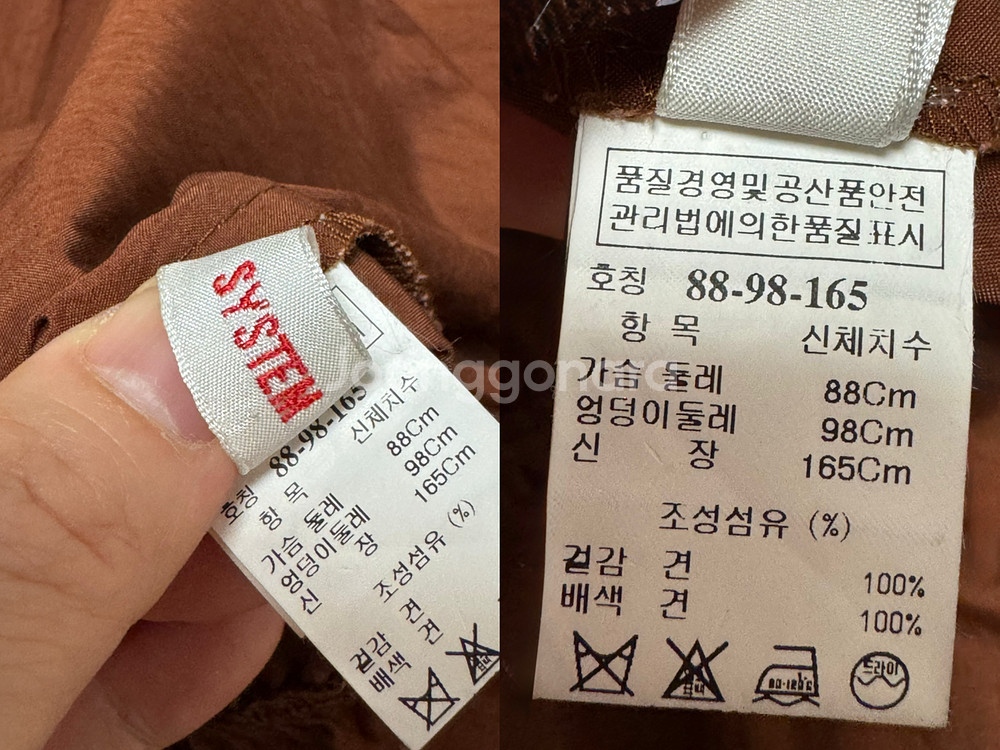 SYSTEM
호칭 88-98-165
항 목 신체치수
가슴 둘레 88Cm
엉덩이둘레 98Cm
신 장 165Cm
조성섬유 (%)
겉감 견
배색 견
품질경영및공산품안전
관리법에의한품질표시
호칭 88-98-165
항 목 신체치수
가슴 둘레 88Cm
엉덩이둘레 98Cm
신 장 165Cm
조성섬유 (%)
겉감 견 100%
배색 견 100%
드라이